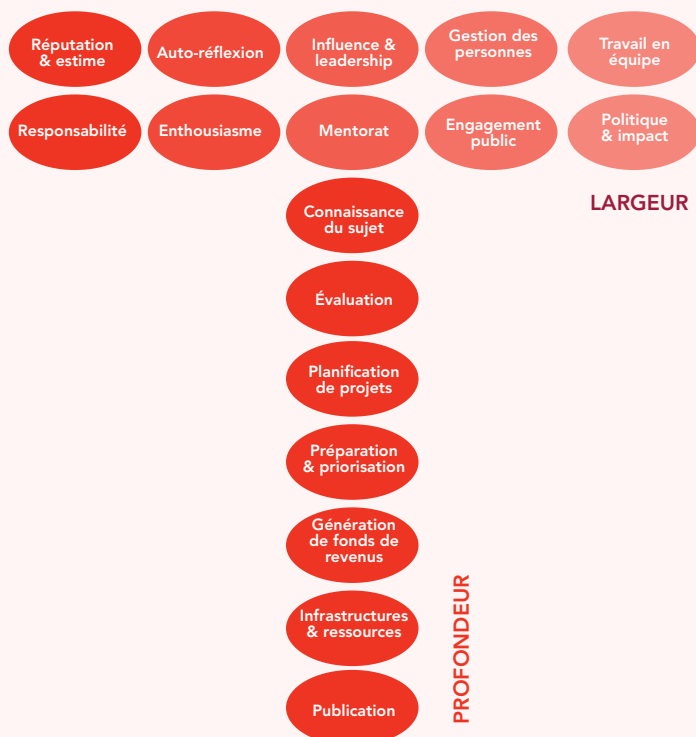 Réputation
& estime
Auto-réflexion
Influence &
leadership
Gestion des
personnes
Travail en
équipe
Responsabilité
Enthousiasme
Mentorat
Engagement
public
Politique
& impact
LARGEUR
Connaissance
du sujet
Évaluation
Planification
de projets
Préparation
& priorisation
Génération
de fonds de
revenus
Infrastructures
& ressources
Publication
PROFONDEUR